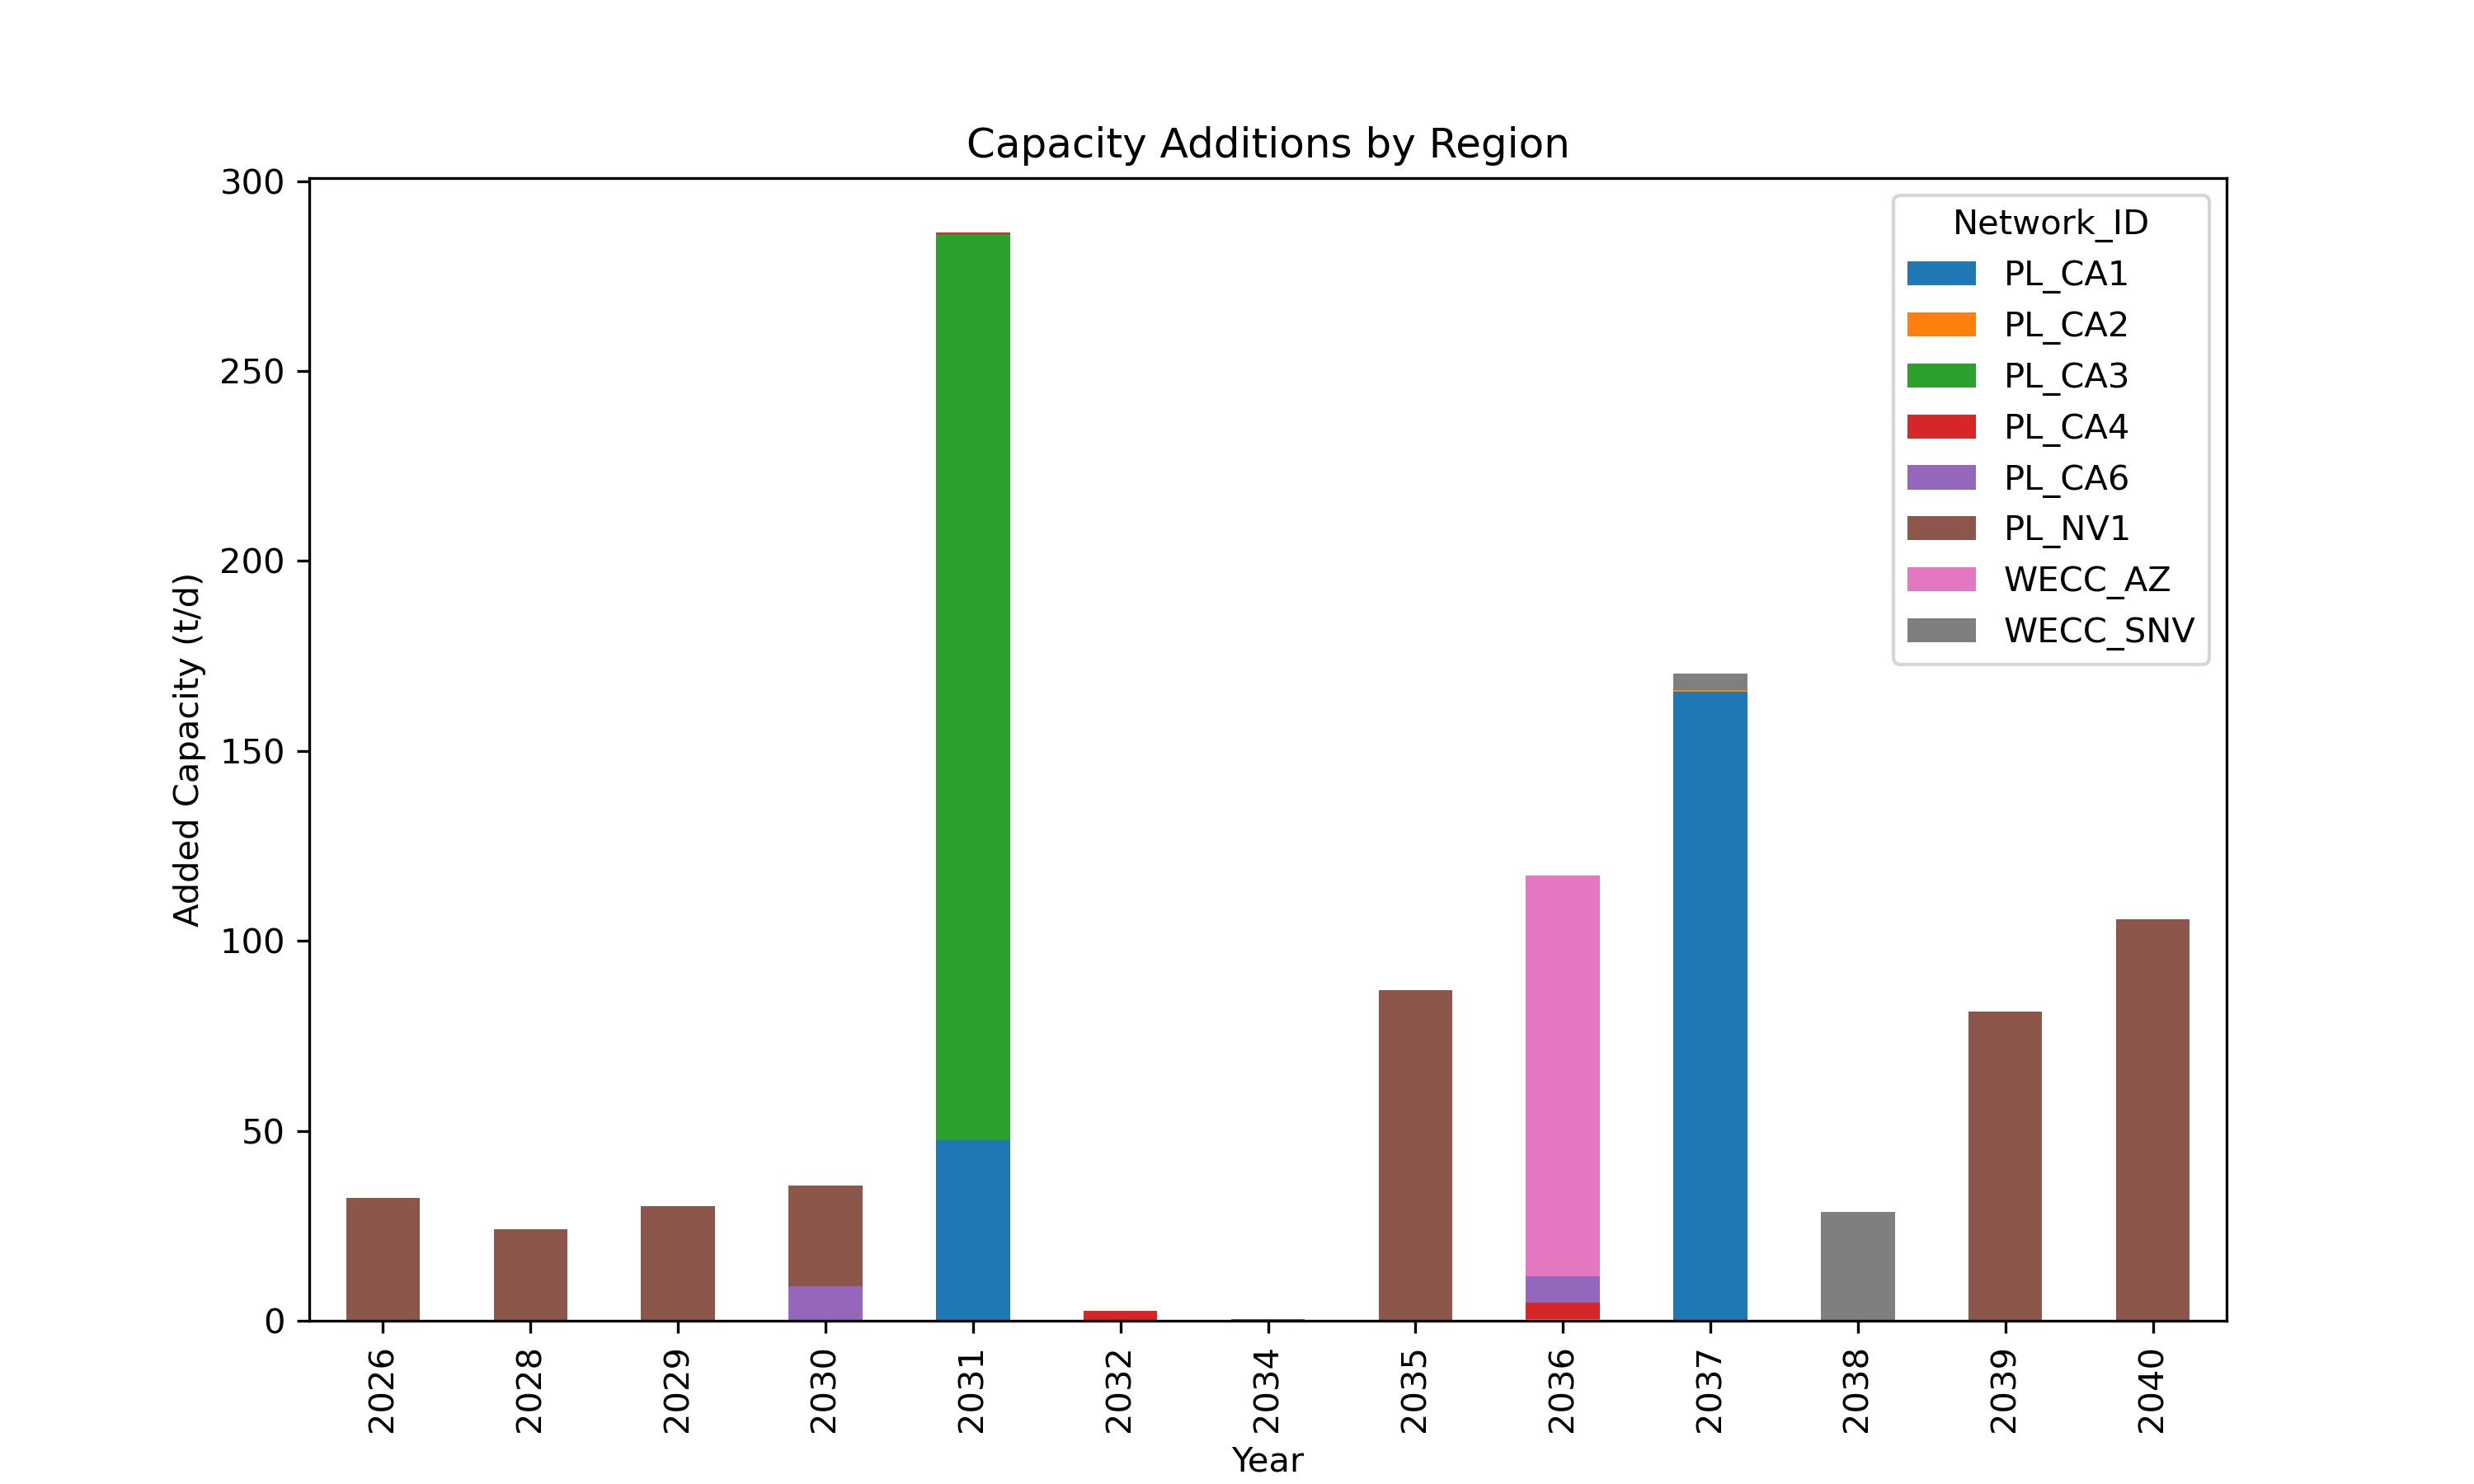 Capacity Additions by Region
300
250
200
150
100
50
0
Added Capacity (t/d)
Network_ID
PL_CA1
PL_CA2
PL_CA3
PL_CA4
PL_CA6
PL_NV1
WECC_AZ
WECC_SNV
2026
2028
2029
2030
2031
2032
2034
2035
2036
2037
2038
2039
2040
Year